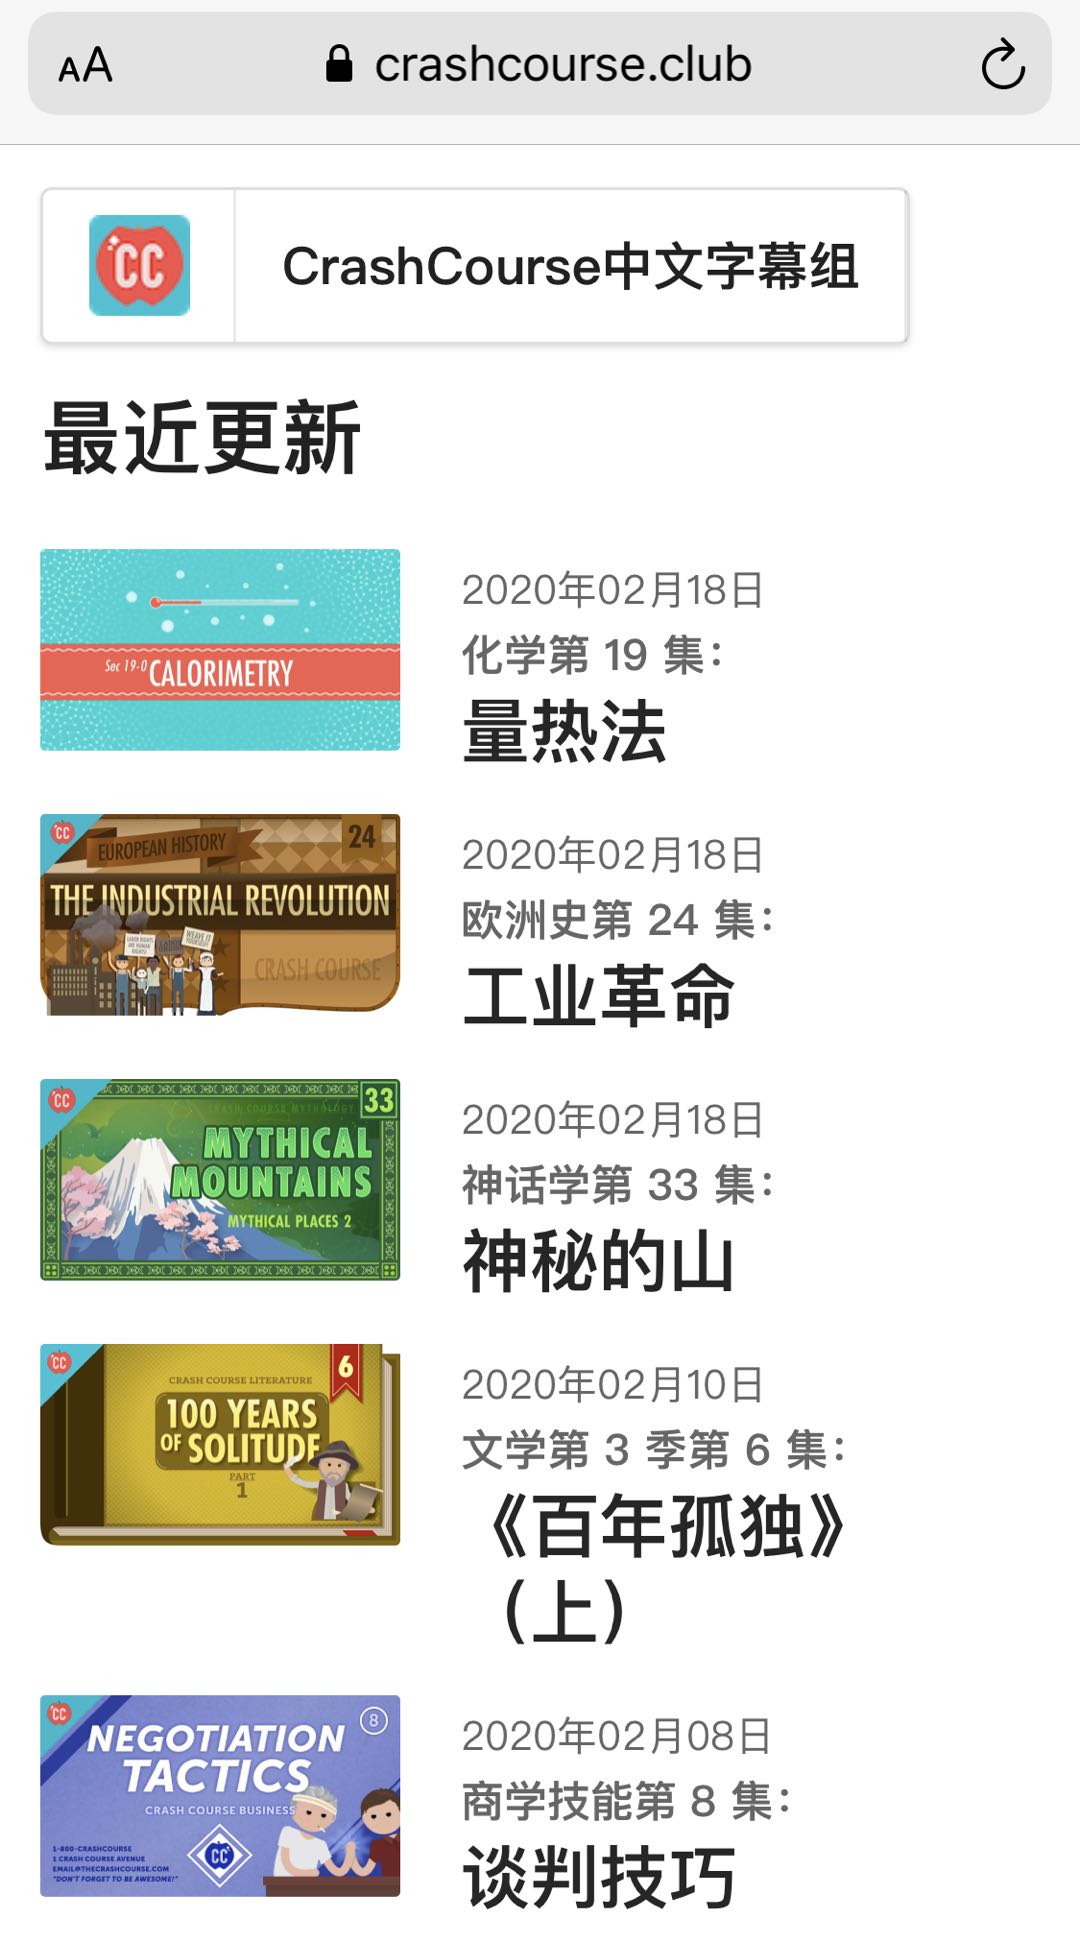 AA crashcourse.club
CC
CrashCourse中文字幕组
最近更新
Sec 19-0 CALORIMETRY
2020年02月18日
化学第 19 集：
量热法
CC
EUROPEAN HISTORY
24
THE INDUSTRIAL REVOLUTION
LABOR RIGHTS
ARE HUMAN
RIGHTS!
WEAVE IT
YOURSELF!
CRASH COURSE
2020年02月18日
欧洲史第 24 集：
工业革命
CC
CRASH COURSE MYTHOLOGY
33
MYTHICAL
MOUNTAINS
MYTHICAL PLACES 2
2020年02月18日
神话学第 33 集：
神秘的山
CC
6
CRASH COURSE LITERATURE
100 YEARS
OF SOLITUDE
PART
1
2020年02月10日
文学第 3 季第 6 集：
《百年孤独》
（上）
CC
8
NEGOTIATION
TACTICS
CRASH COURSE BUSINESS
CC
1-800-CRASHCOURSE
1 CRASH COURSE AVENUE
EMAIL@THECRASHCOURSE.COM
"DON'T FORGET TO BE AWESOME!"
2020年02月08日
商学技能第 8 集：
谈判技巧